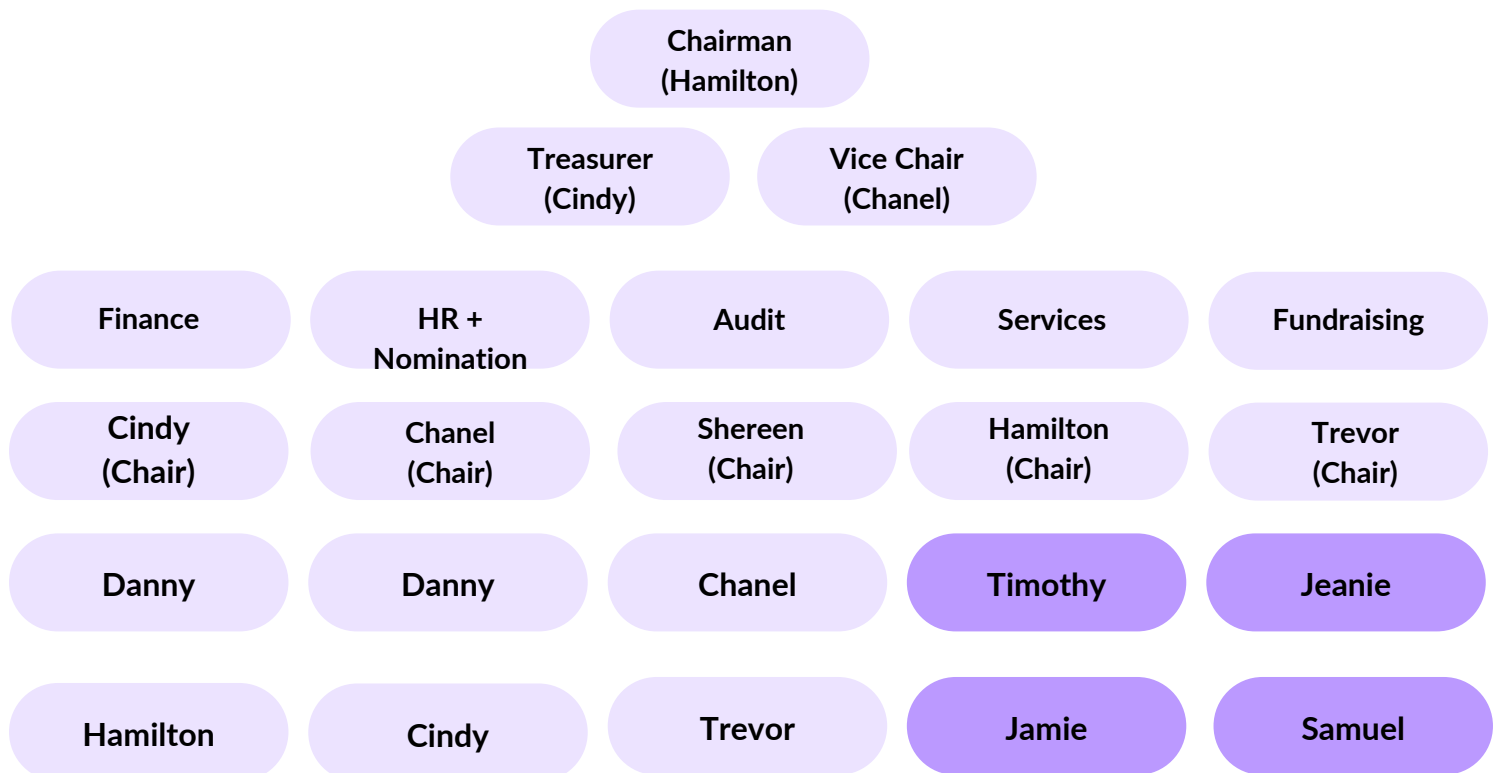 Chairman
(Hamilton)
Treasurer
(Cindy)
Vice Chair
(Chanel)
Finance
HR +
Nomination
Audit
Services
Fundraising
Cindy
(Chair)
Chanel
(Chair)
Shereen
(Chair)
Hamilton
(Chair)
Trevor
(Chair)
Danny
Danny
Chanel
Timothy
Jeanie
Hamilton
Cindy
Trevor
Jamie
Samuel